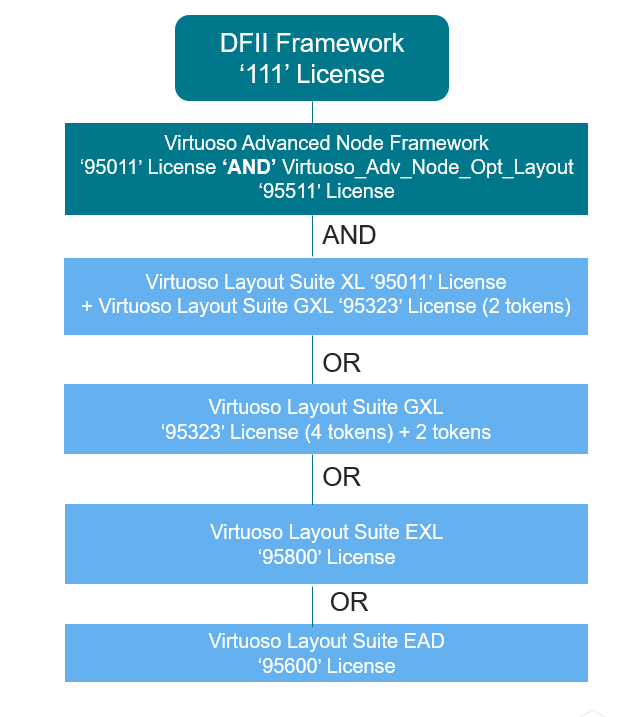 DFII Framework
‘111’ License
Virtuoso Advanced Node Framework
‘95011’ License ‘AND’ Virtuoso_Adv_Node_Opt_Layout
‘95511’ License
AND
Virtuoso Layout Suite XL ‘95011’ License
+ Virtuoso Layout Suite GXL ‘95323’ License (2 tokens)
OR
Virtuoso Layout Suite GXL
‘95323’ License (4 tokens) + 2 tokens
OR
Virtuoso Layout Suite EXL
‘95800’ License
OR
Virtuoso Layout Suite EAD
‘95600’ License